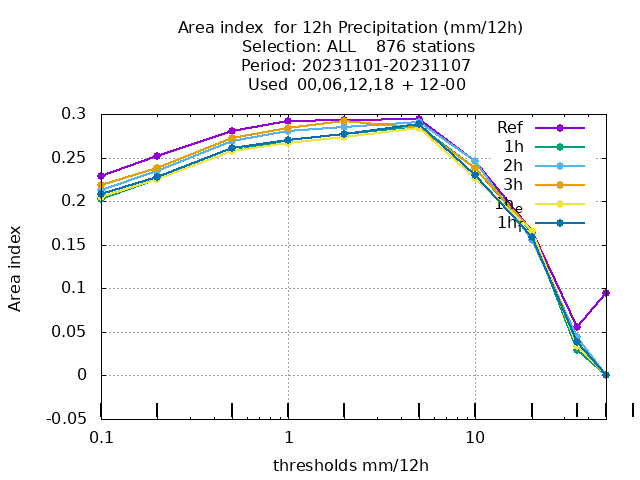 Area index  for 12h Precipitation (mm/12h)
Selection: ALL    876 stations
Period: 20231101-20231107
Used  00,06,12,18  + 12-00
0.3
0.25
0.2
0.15
0.1
0.05
0
-0.05
0.1
1
10
Area index
thresholds mm/12h
Ref
1h
2h
3h
1he
1hf